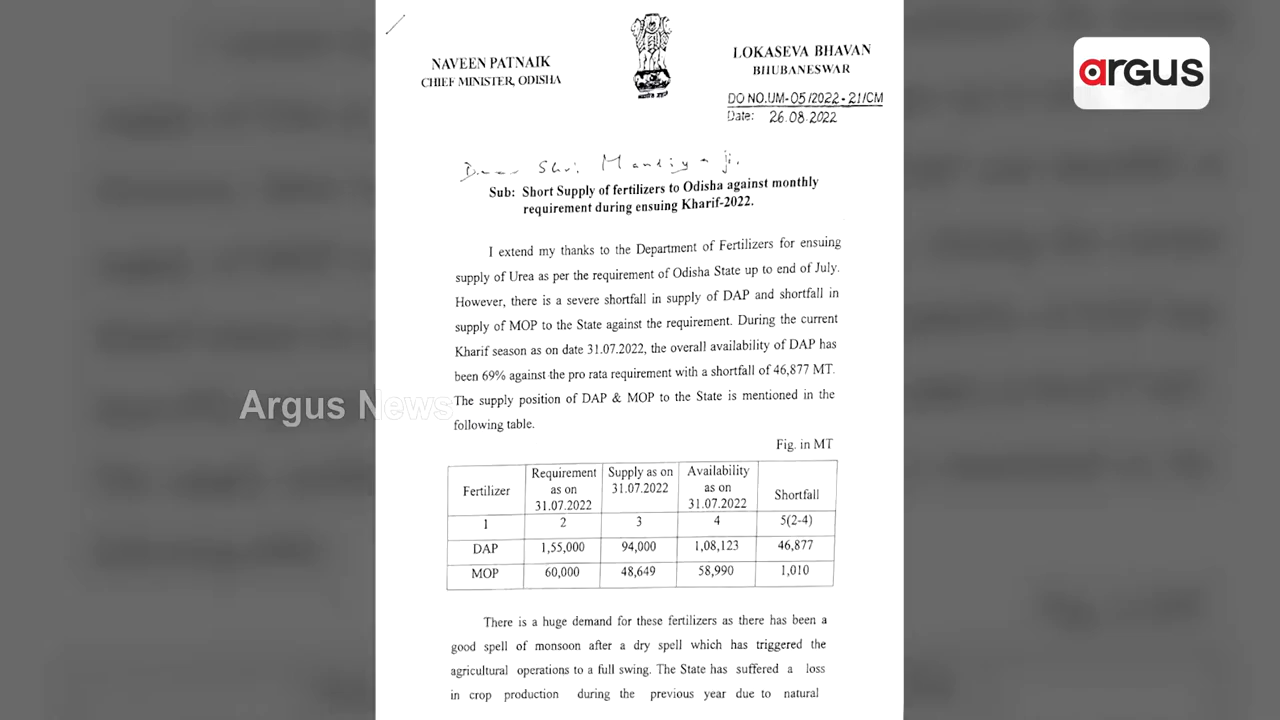 NAVEEN PATNAIK
CHIEF MINISTER, ODISHA
LOKASEVA BHAVAN
BHUBANESWAR
DO NO.UM-05/2022-21/CM
Date: 26.08.2022
argus
Dear Shri Mandiya ji,
Sub: Short Supply of fertilizers to Odisha against monthly
requirement during ensuing Kharif-2022.
I extend my thanks to the Department of Fertilizers for ensuing
supply of Urea as per the requirement of Odisha State up to end of July.
However, there is a severe shortfall in supply of DAP and shortfall in
supply of MOP to the State against the requirement. During the current
Kharif season as on date 31.07.2022, the overall availability of DAP has
been 69% against the pro rata requirement with a shortfall of 46,877 MT.
The supply position of DAP & MOP to the State is mentioned in the
following table.
Argus News
Fig. in MT
Fertilizer Requirement as on 31.07.2022 Supply as on 31.07.2022 Availability as on 31.07.2022 Shortfall
1 2 3 4 5(2-4)
DAP 1,55,000 94,000 1,08,123 46,877
MOP 60,000 48,649 58,990 1,010
There is a huge demand for these fertilizers as there has been a
good spell of monsoon after a dry spell which has triggered the
agricultural operations to a full swing. The State has suffered a loss
in crop production during the previous year due to natural